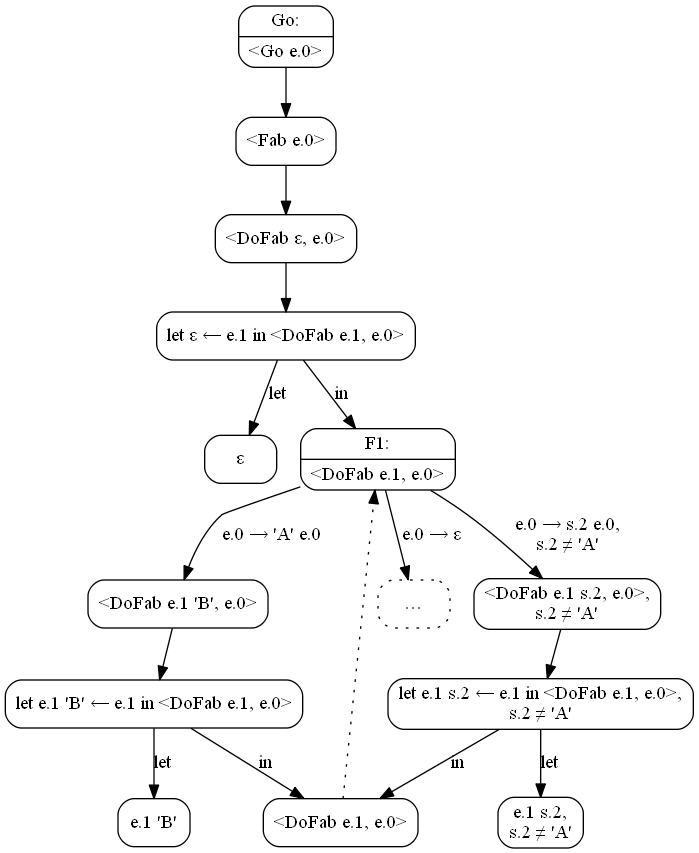 Go:
<Go e.0>
<Fab e.0>
<DoFab ε, e.0>
let ε ← e.1 in <DoFab e.1, e.0>
let
in
ε
F1:
<DoFab e.1, e.0>
e.0 → 'A' e.0
e.0 → ε
e.0 → s.2 e.0,
s.2 ≠ 'A'
<DoFab e.1 'B', e.0>
...
<DoFab e.1 s.2, e.0>,
s.2 ≠ 'A'
let e.1 'B' ← e.1 in <DoFab e.1, e.0>
let e.1 s.2 ← e.1 in <DoFab e.1, e.0>,
s.2 ≠ 'A'
let
in
in
let
e.1 'B'
<DoFab e.1, e.0>
e.1 s.2,
s.2 ≠ 'A'